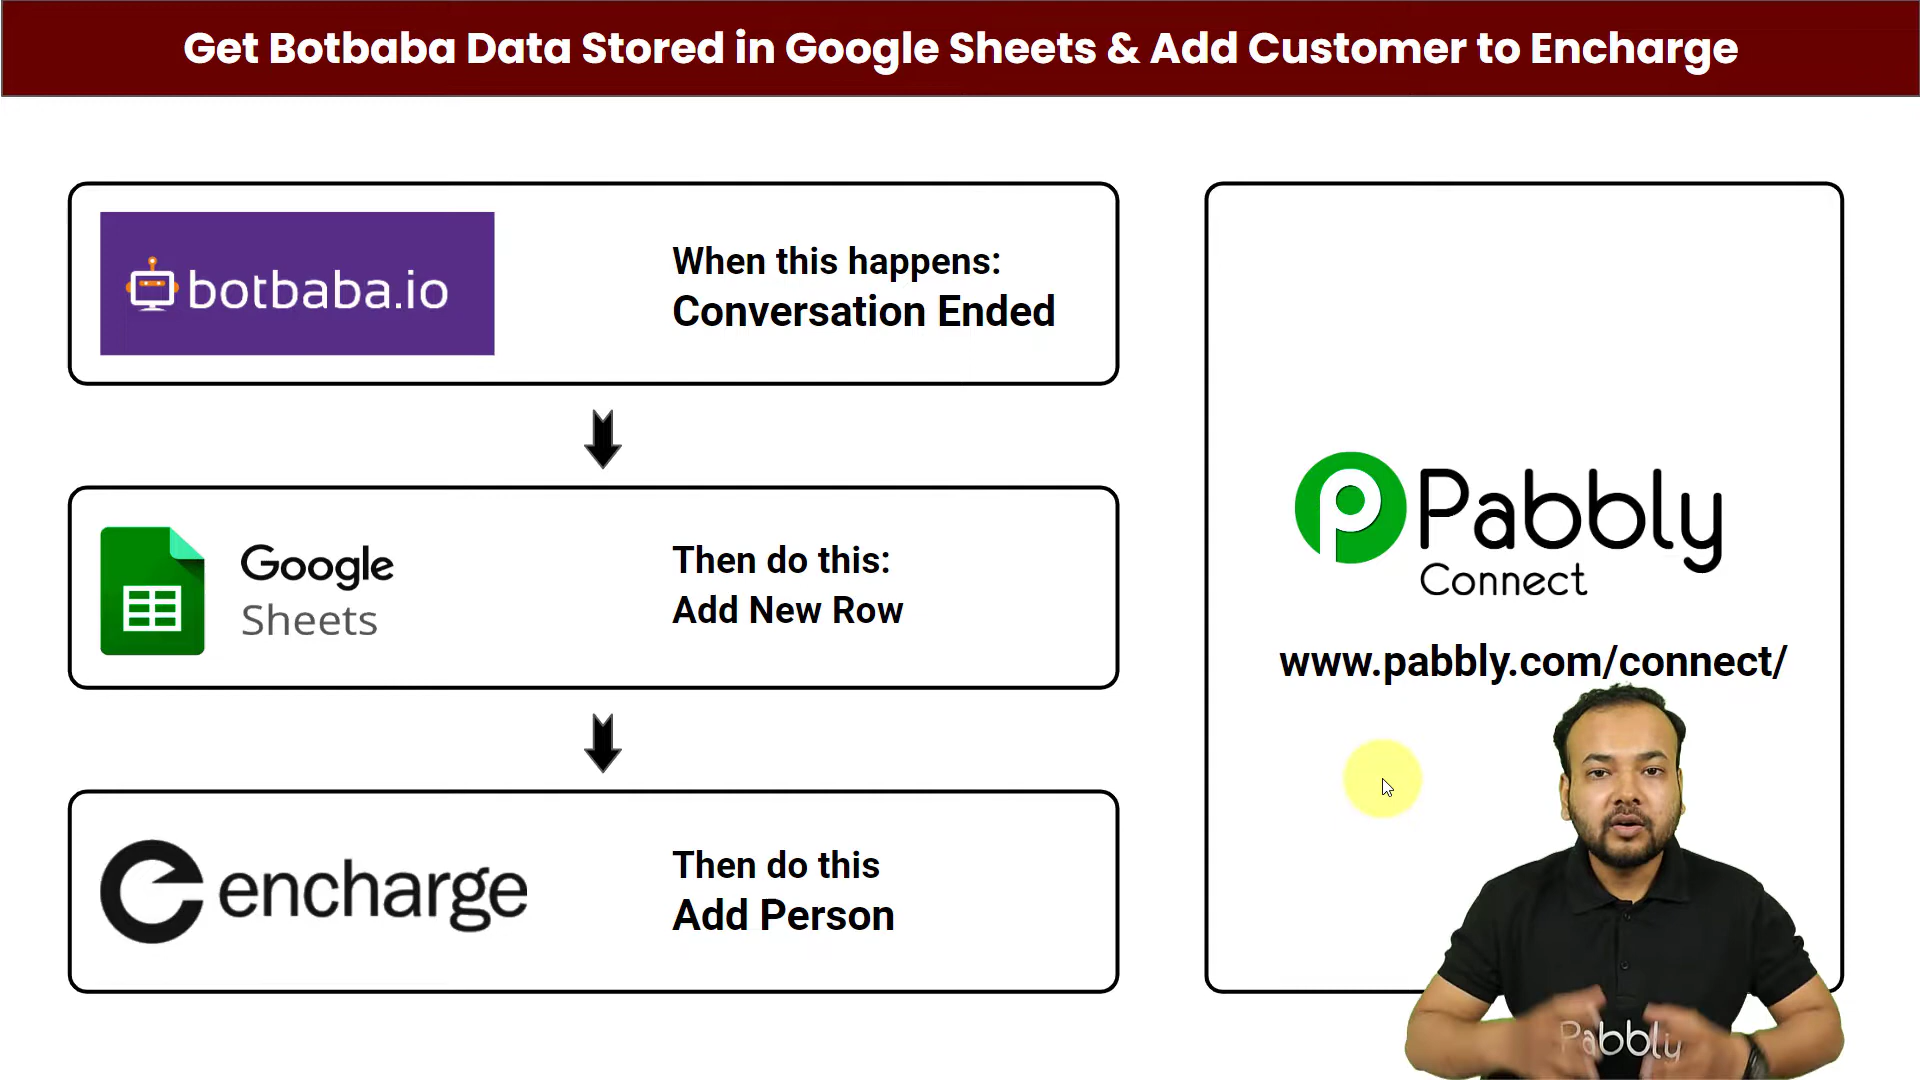 Get Botbaba Data Stored in Google Sheets & Add Customer to Encharge
botbaba.io
When this happens:
Conversation Ended
Google
Sheets
Then do this:
Add New Row
encharge
Then do this
Add Person
Pabbly
Connect
www.pabbly.com/connect/
Pabbly